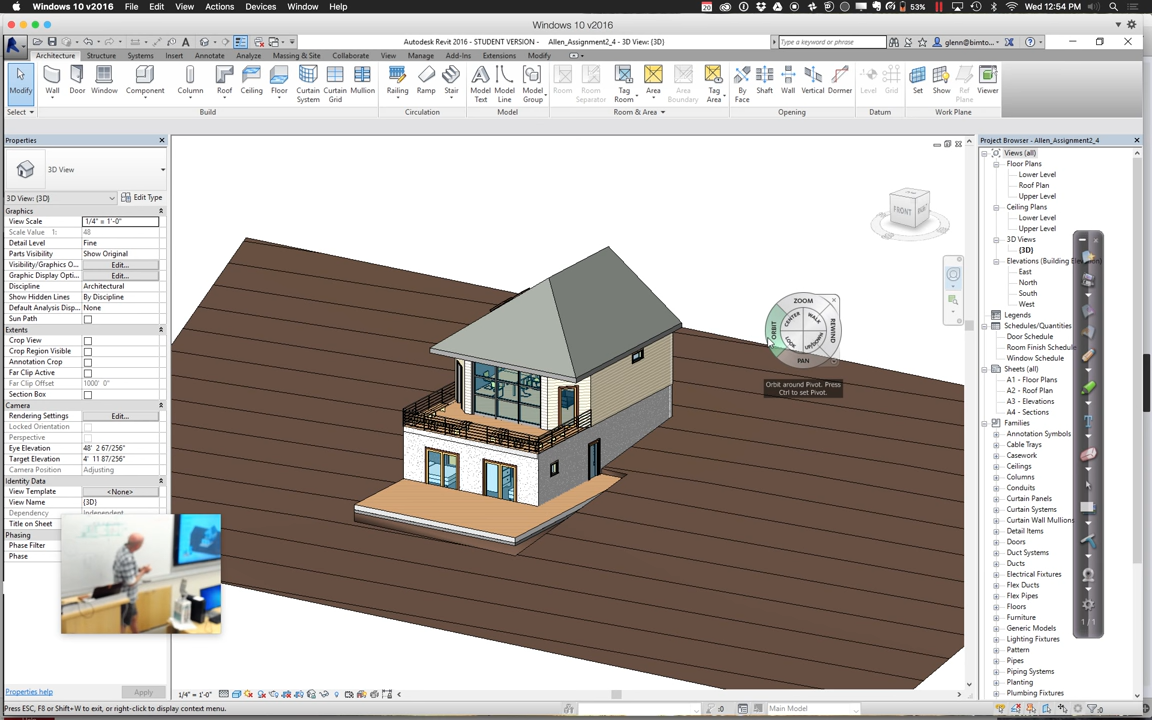 Windows 10 v2016 File Edit View Actions Devices Window Help
20 53% Wed 12:54 PM
Windows 10 v2016
Autodesk Revit 2016 - STUDENT VERSION - Allen_Assignment2_4 - 3D View: {3D}
Type a keyword or phrase
glenn@bimto...
Architecture Structure Systems Insert Annotate Analyze Massing & Site Collaborate View Manage Add-Ins Extensions Modify
Modify Wall Door Window Component Column Roof Ceiling Floor Curtain System Curtain Grid Mullion Railing Ramp Stair Model Text Model Line Model Group Room Room Separator Tag Room Area Area Boundary Tag Area By Face Shaft Wall Vertical Dormer Level Grid Set Show Ref Plane Viewer
Select Build Circulation Model Room & Area Opening Datum Work Plane
Properties
3D View
3D View: {3D} Edit Type
Graphics
View Scale 1/4" = 1'-0"
Scale Value 1: 48
Detail Level Fine
Parts Visibility Show Original
Visibility/Graphics O... Edit...
Graphic Display Opti... Edit...
Discipline Architectural
Show Hidden Lines By Discipline
Default Analysis Disp... None
Sun Path
Extents
Crop View
Crop Region Visible
Annotation Crop
Far Clip Active
Far Clip Offset 1000' 0"
Section Box
Camera
Rendering Settings Edit...
Locked Orientation
Perspective
Eye Elevation 48' 2 67/256"
Target Elevation 4' 11 87/256"
Camera Position Adjusting
Identity Data
View Template <None>
View Name {3D}
Dependency Independent
Title on Sheet
Phasing
Phase Filter
Phase
Properties help Apply
FRONT
ZOOM
ORBIT
CENTER
WALK
REWIND
LOOK
UP/DOWN
PAN
Orbit around Pivot. Press
Ctrl to set Pivot.
Project Browser - Allen_Assignment2_4
Views (all)
Floor Plans
Lower Level
Roof Plan
Upper Level
Ceiling Plans
Lower Level
Upper Level
3D Views
{3D}
Elevations (Building Elevation)
East
North
South
West
Legends
Schedules/Quantities
Door Schedule
Room Finish Schedule
Window Schedule
Sheets (all)
A1 - Floor Plans
A2 - Roof Plan
A3 - Elevations
A4 - Sections
Families
Annotation Symbols
Cable Trays
Casework
Ceilings
Columns
Conduits
Curtain Panels
Curtain Systems
Curtain Wall Mullions
Detail Items
Doors
Duct Systems
Ducts
Electrical Fixtures
Flex Ducts
Flex Pipes
Floors
Furniture
Generic Models
Lighting Fixtures
Pattern
Pipes
Piping Systems
Planting
Plumbing Fixtures
1 / 1
1/4" = 1'-0"
Press ESC, F8 or Shift+W to exit, or right-click to display context menu.
:0 Main Model :0